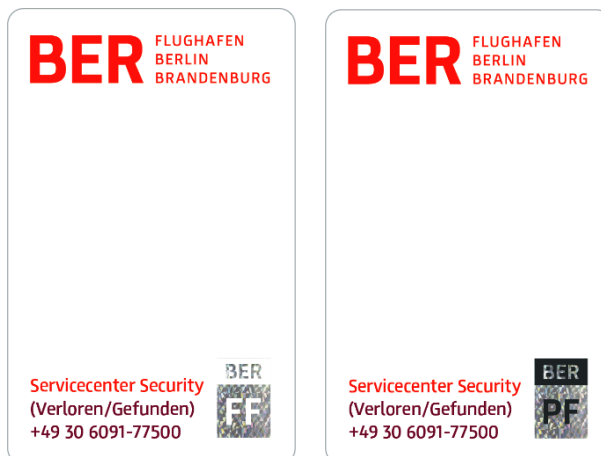 BER FLUGHAFEN
BERLIN
BRANDENBURG
Servicecenter Security
(Verloren/Gefunden)
+49 30 6091-77500
BER
FF
BER FLUGHAFEN
BERLIN
BRANDENBURG
Servicecenter Security
(Verloren/Gefunden)
+49 30 6091-77500
BER
PF